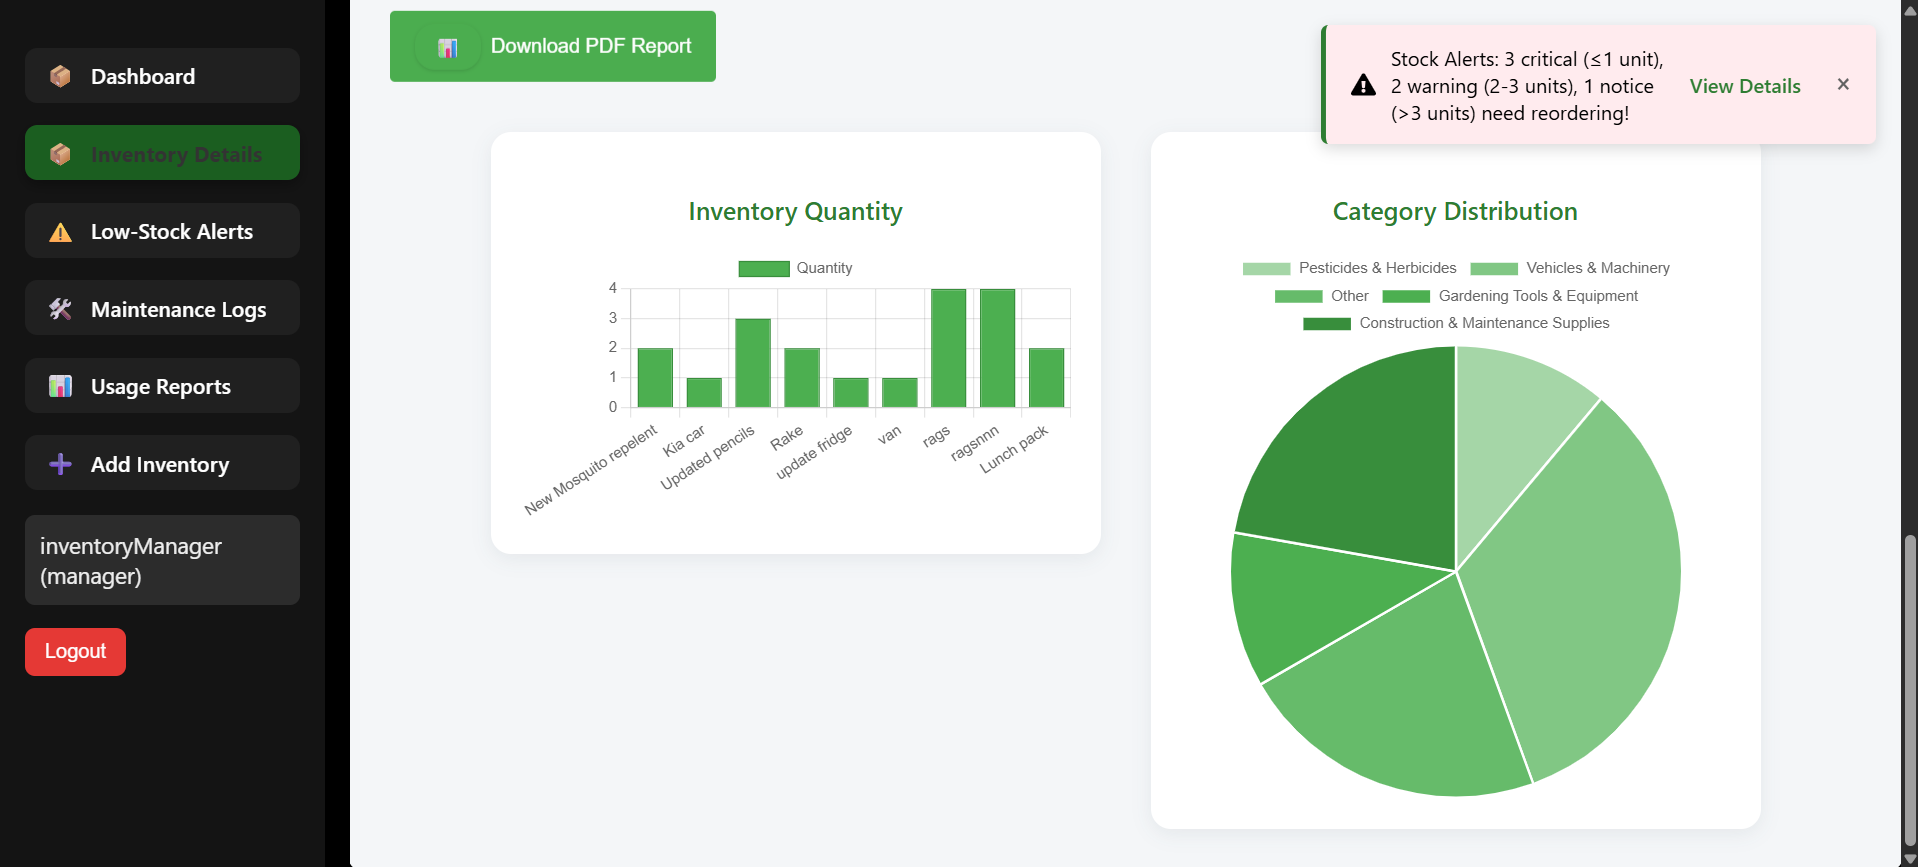 Dashboard
Inventory Details
Low-Stock Alerts
Maintenance Logs
Usage Reports
Add Inventory
inventoryManager
(manager)
Logout
Download PDF Report
Stock Alerts: 3 critical (≤1 unit),
2 warning (2-3 units), 1 notice
(>3 units) need reordering!
View Details
×
Inventory Quantity
Quantity
4
3
2
1
0
New Mosquito repelent
Kia car
Updated pencils
Rake
update fridge
van
rags
ragsnnn
Lunch pack
Category Distribution
Pesticides & Herbicides
Vehicles & Machinery
Other
Gardening Tools & Equipment
Construction & Maintenance Supplies